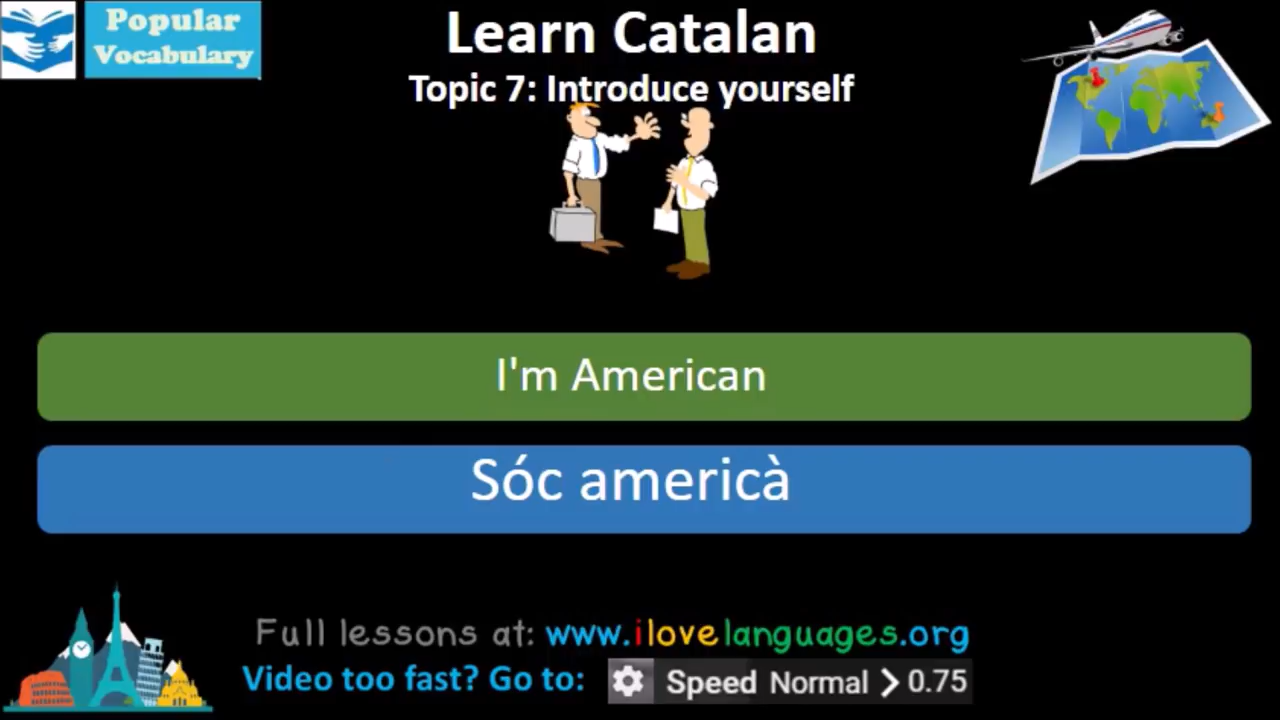 Popular
Vocabulary
Learn Catalan
Topic 7: Introduce yourself
I'm American
Sóc americà
Full lessons at: www.ilovelanguages.org
Video too fast? Go to: Speed Normal > 0.75